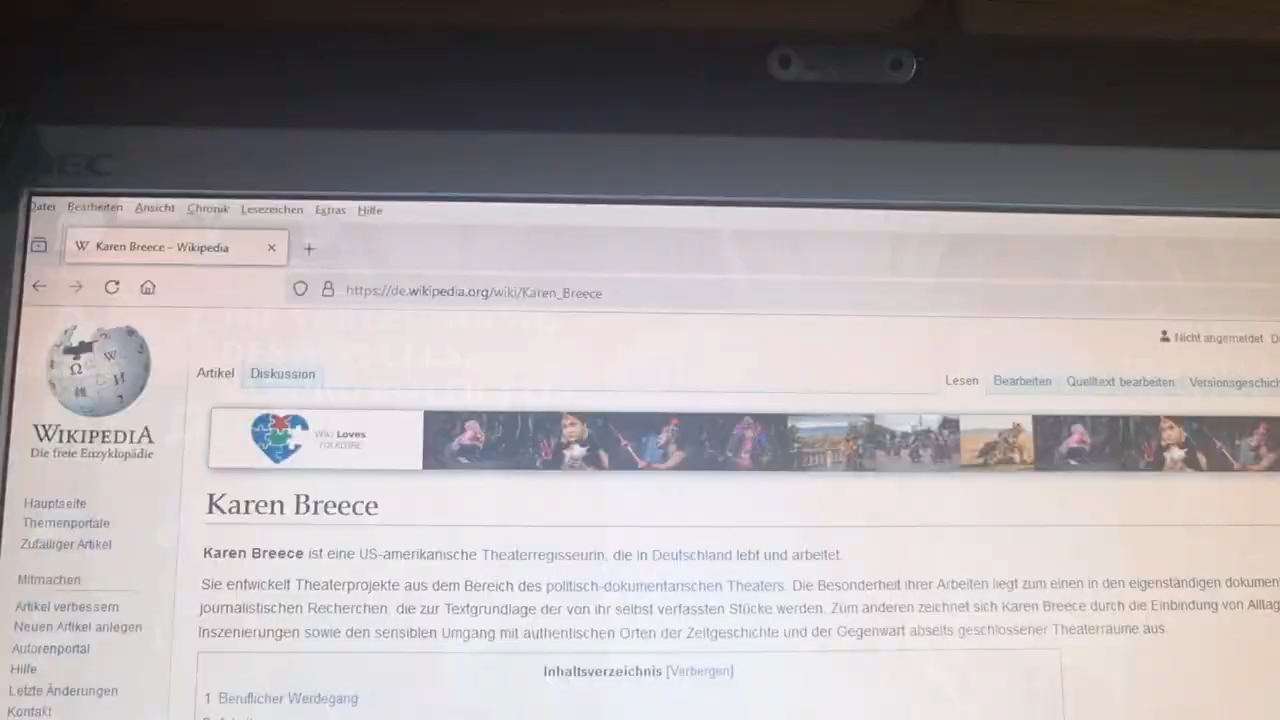 EC
Datei Bearbeiten Ansicht Chronik Lesezeichen Extras Hilfe
W Karen Breece – Wikipedia × +
https://de.wikipedia.org/wiki/Karen_Breece
Nicht angemeldet D
Artikel Diskussion Lesen Bearbeiten Quelltext bearbeiten Versionsgeschich
Wiki Loves
FOLKLORE
WIKIPEDIA
Die freie Enzyklopädie
Hauptseite
Themenportale
Zufälliger Artikel
Mitmachen
Artikel verbessern
Neuen Artikel anlegen
Autorenportal
Hilfe
Letzte Änderungen
Kontakt
Karen Breece
Karen Breece ist eine US-amerikanische Theaterregisseurin, die in Deutschland lebt und arbeitet.
Sie entwickelt Theaterprojekte aus dem Bereich des politisch-dokumentarischen Theaters. Die Besonderheit ihrer Arbeiten liegt zum einen in den eigenständigen dokumen
journalistischen Recherchen, die zur Textgrundlage der von ihr selbst verfassten Stücke werden. Zum anderen zeichnet sich Karen Breece durch die Einbindung von Alltag
Inszenierungen sowie den sensiblen Umgang mit authentischen Orten der Zeitgeschichte und der Gegenwart abseits geschlossener Theaterräume aus.
Inhaltsverzeichnis [Verbergen]
1 Beruflicher Werdegang